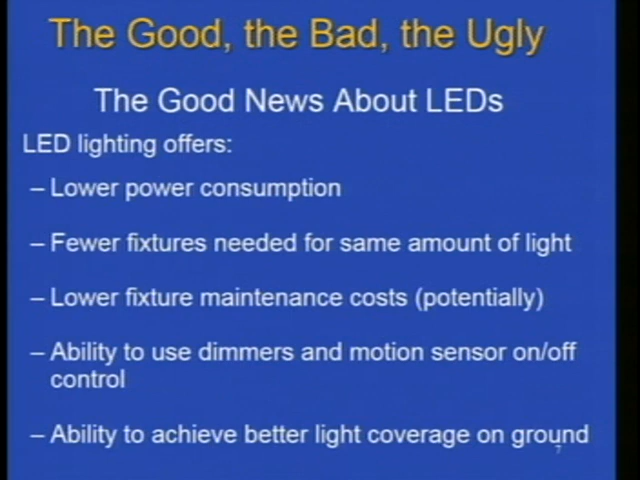 The Good, the Bad, the Ugly
The Good News About LEDs
LED lighting offers:
– Lower power consumption
– Fewer fixtures needed for same amount of light
– Lower fixture maintenance costs (potentially)
– Ability to use dimmers and motion sensor on/off
control
– Ability to achieve better light coverage on ground
7